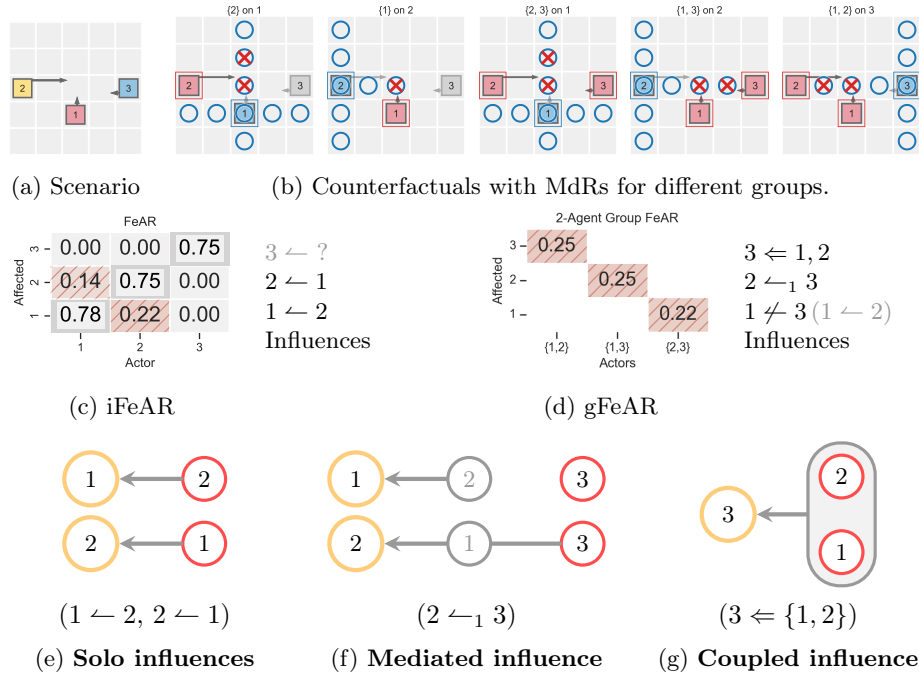 {2} on 1
{1} on 2
{2, 3} on 1
{1, 3} on 2
{1, 2} on 3
2 3 1
2 3 1
2 3 1
2 3 1
2 3 1
2 3 1
(a) Scenario
(b) Counterfactuals with MdRs for different groups.
FeAR
Affected
3 0.00 0.00 0.75
2 0.14 0.75 0.00
1 0.78 0.22 0.00
1 2 3
Actor
3 ↽ ?
2 ↽ 1
1 ↽ 2
Influences
(c) iFeAR
2-Agent Group FeAR
Affected
3 0.25
2 0.25
1 0.22
{1,2} {1,3} {2,3}
Actors
3 ⇐ 1, 2
2 ↽₁ 3
1 ↽̸ 3 (1 ↽ 2)
Influences
(d) gFeAR
1 2
2 1
(1 ↽ 2, 2 ↽ 1)
(e) Solo influences
1 2 3
2 1 3
(2 ↽₁ 3)
(f) Mediated influence
2
3
1
(3 ⇐ {1, 2})
(g) Coupled influence